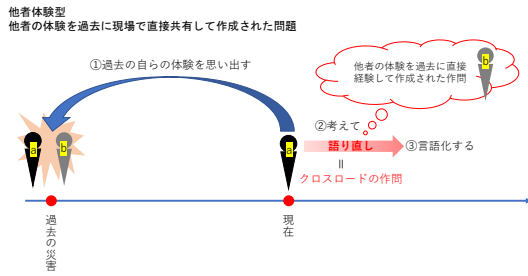 他者体験型
他者の体験を過去に現場で直接共有して作成された問題
①過去の自らの体験を思い出す
他者の体験を過去に直接
経験して作成された作問
b
a
b
②考えて
a
語り直し
③言語化する
＝
クロスロードの作問
過去の災害
現在